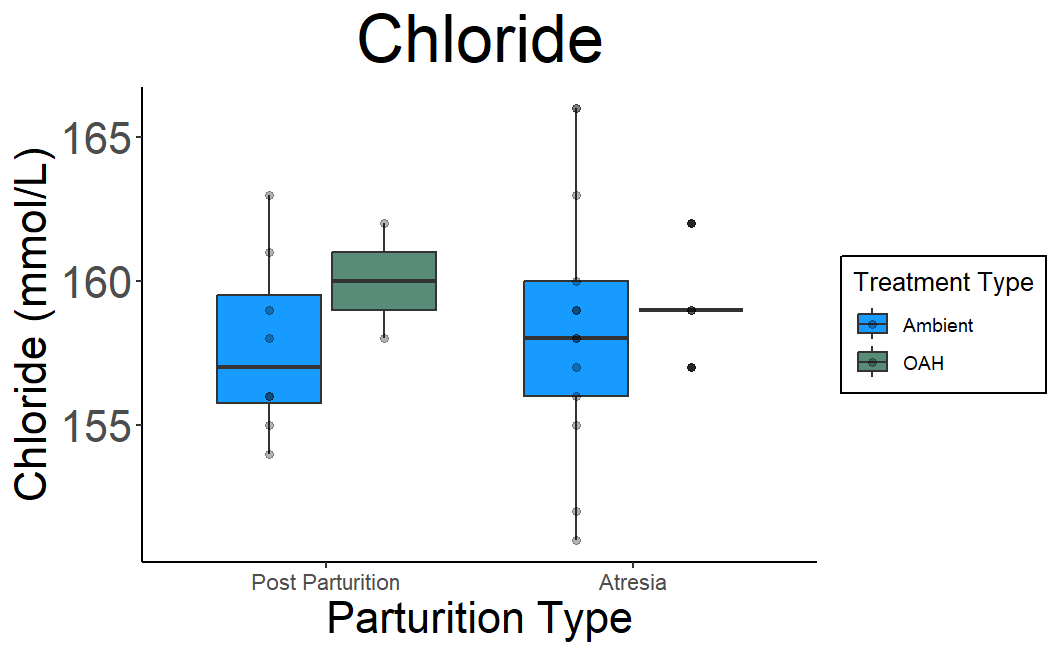 Chloride
Chloride (mmol/L)
165
160
155
Post Parturition
Atresia
Parturition Type
Treatment Type
Ambient
OAH